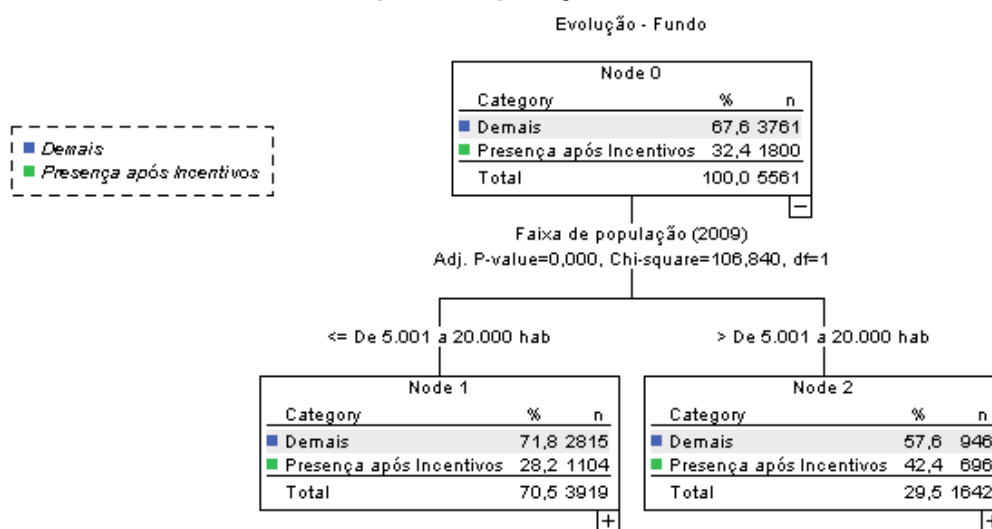 Evolução - Fundo
Node 0
Category % n
Demais 67,6 3761
Presença após Incentivos 32,4 1800
Total 100,0 5561
Demais
Presença após Incentivos
Faixa de população (2009)
Adj. P-value=0,000, Chi-square=106,840, df=1
<= De 5.001 a 20.000 hab
> De 5.001 a 20.000 hab
Node 1
Category % n
Demais 71,8 2815
Presença após Incentivos 28,2 1104
Total 70,5 3919
Node 2
Category % n
Demais 57,6 946
Presença após Incentivos 42,4 696
Total 29,5 1642